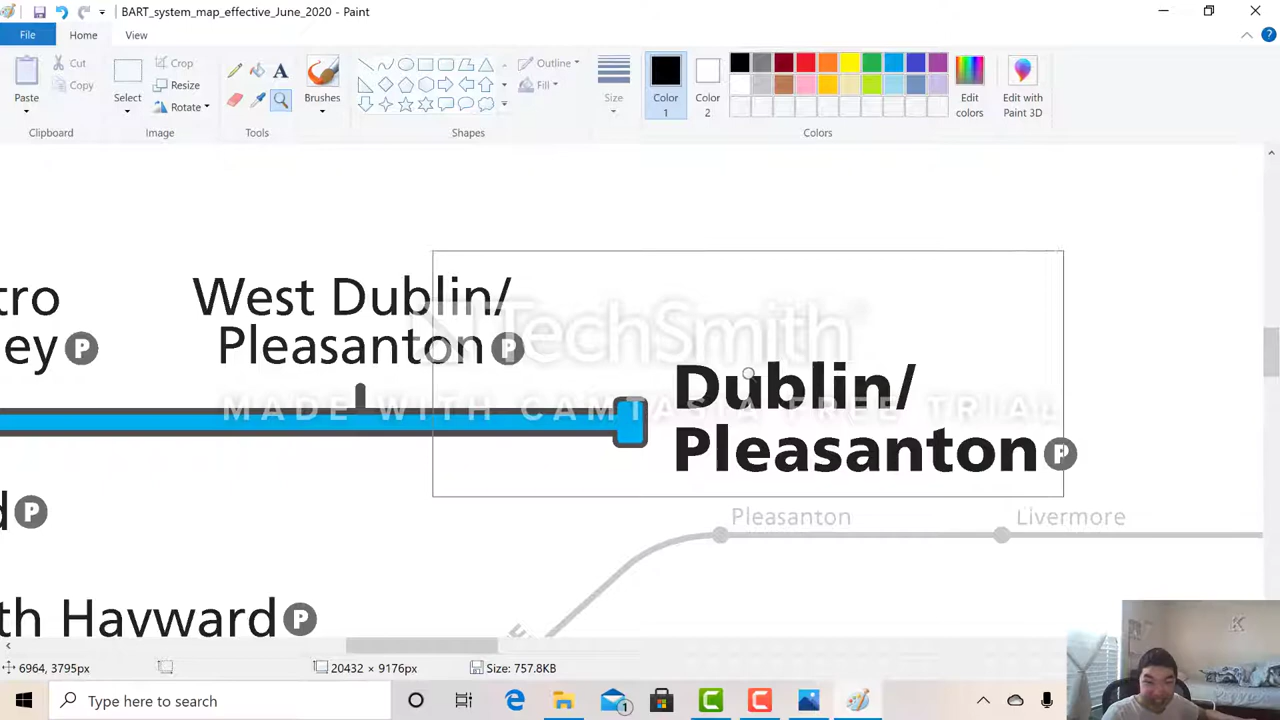 BART_system_map_effective_June_2020 - Paint
File Home View
Paste
Cut
Copy
Clipboard
Select
Crop
Resize
Rotate
Image
Tools
Brushes
Shapes
Outline
Fill
Size
Color 1
Color 2
Edit colors
Edit with Paint 3D
Colors
tro
ey P
West Dublin/
Pleasanton P
TechSmith
MADE WITH CAMTASIA FREE TRIAL
Dublin/
Pleasanton P
d P
Pleasanton
Livermore
th Hayward P
6964, 3795px
20432 × 9176px
Size: 757.8KB
Type here to search
1
K